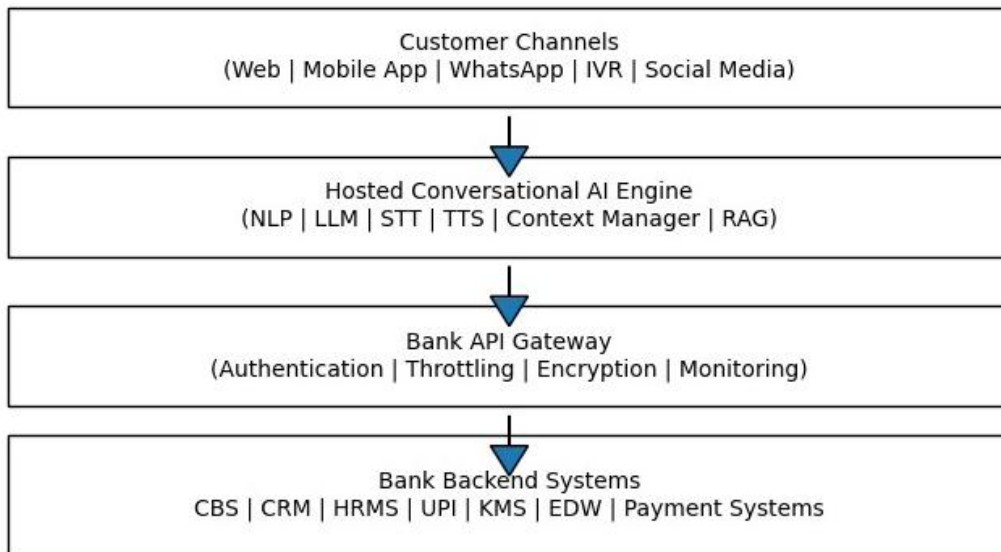 Customer Channels
(Web | Mobile App | WhatsApp | IVR | Social Media)
Hosted Conversational AI Engine
(NLP | LLM | STT | TTS | Context Manager | RAG)
Bank API Gateway
(Authentication | Throttling | Encryption | Monitoring)
Bank Backend Systems
CBS | CRM | HRMS | UPI | KMS | EDW | Payment Systems